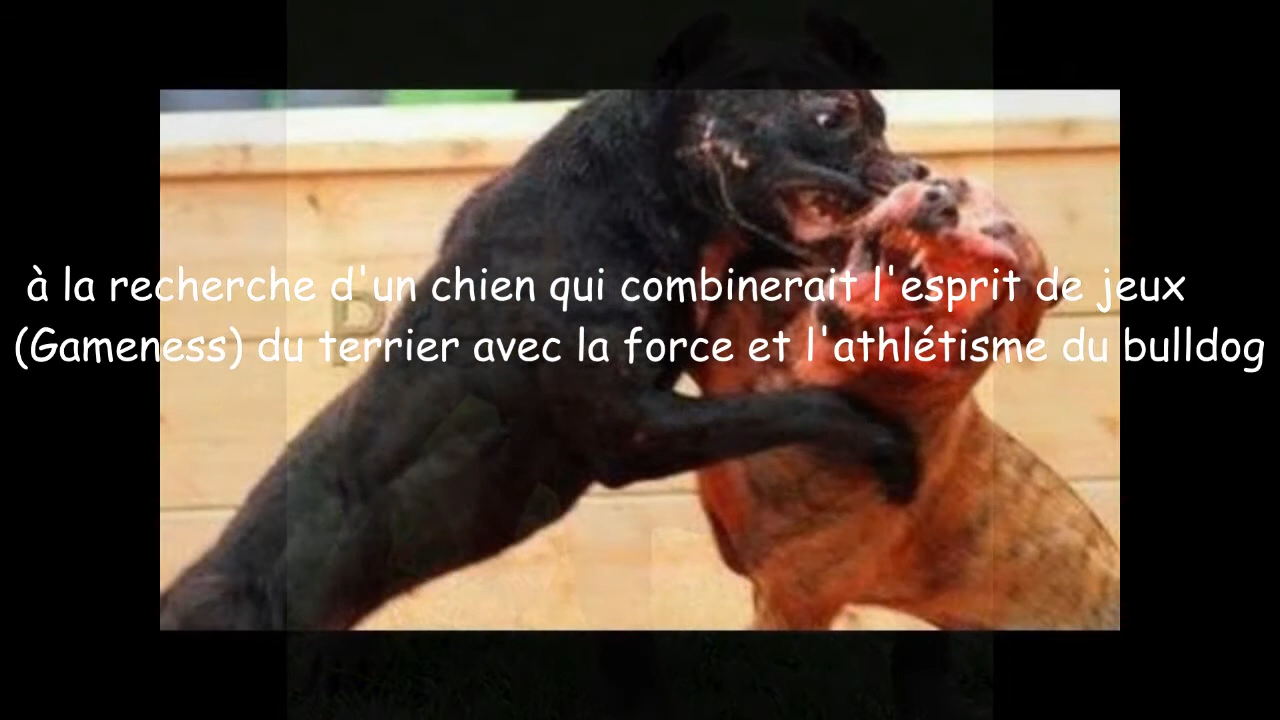 à la recherche d'un chien qui combinerait l'esprit de jeux
(Gameness) du terrier avec la force et l'athlétisme du bulldog